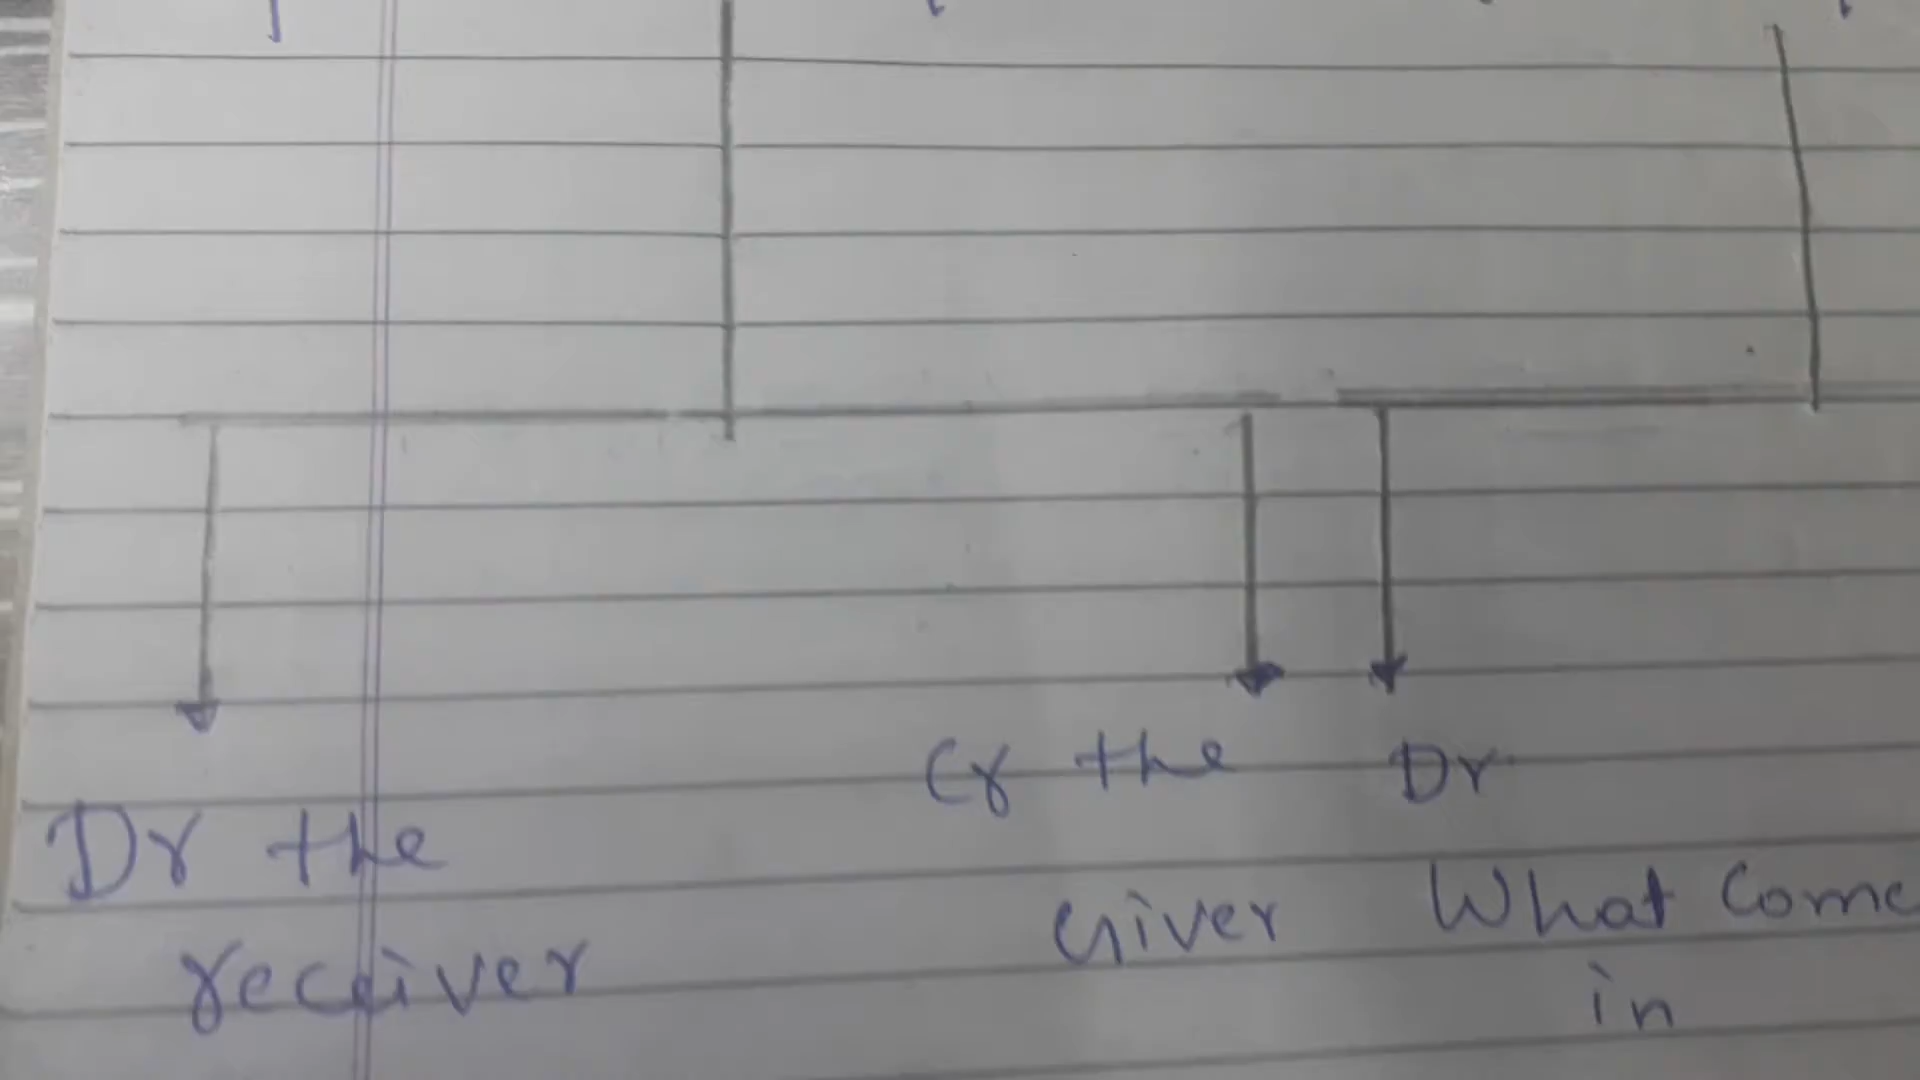 Dr the
receiver
Cr the
Giver
Dr
What Come
in